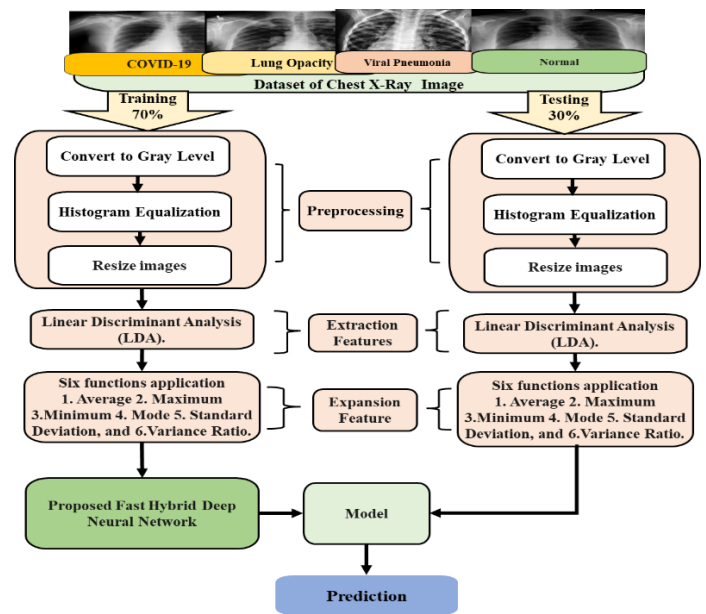 COVID-19
Lung Opacity
Viral Pneumonia
Normal
Dataset of Chest X-Ray Image
Training
70%
Testing
30%
Convert to Gray Level
Histogram Equalization
Resize images
Preprocessing
Convert to Gray Level
Histogram Equalization
Resize images
Linear Discriminant Analysis
(LDA).
Extraction
Features
Linear Discriminant Analysis
(LDA).
Six functions application
1. Average 2. Maximum
3.Minimum 4. Mode 5. Standard
Deviation, and 6.Variance Ratio.
Expansion
Feature
Six functions application
1. Average 2. Maximum
3.Minimum 4. Mode 5. Standard
Deviation, and 6.Variance Ratio.
Proposed Fast Hybrid Deep
Neural Network
Model
Prediction